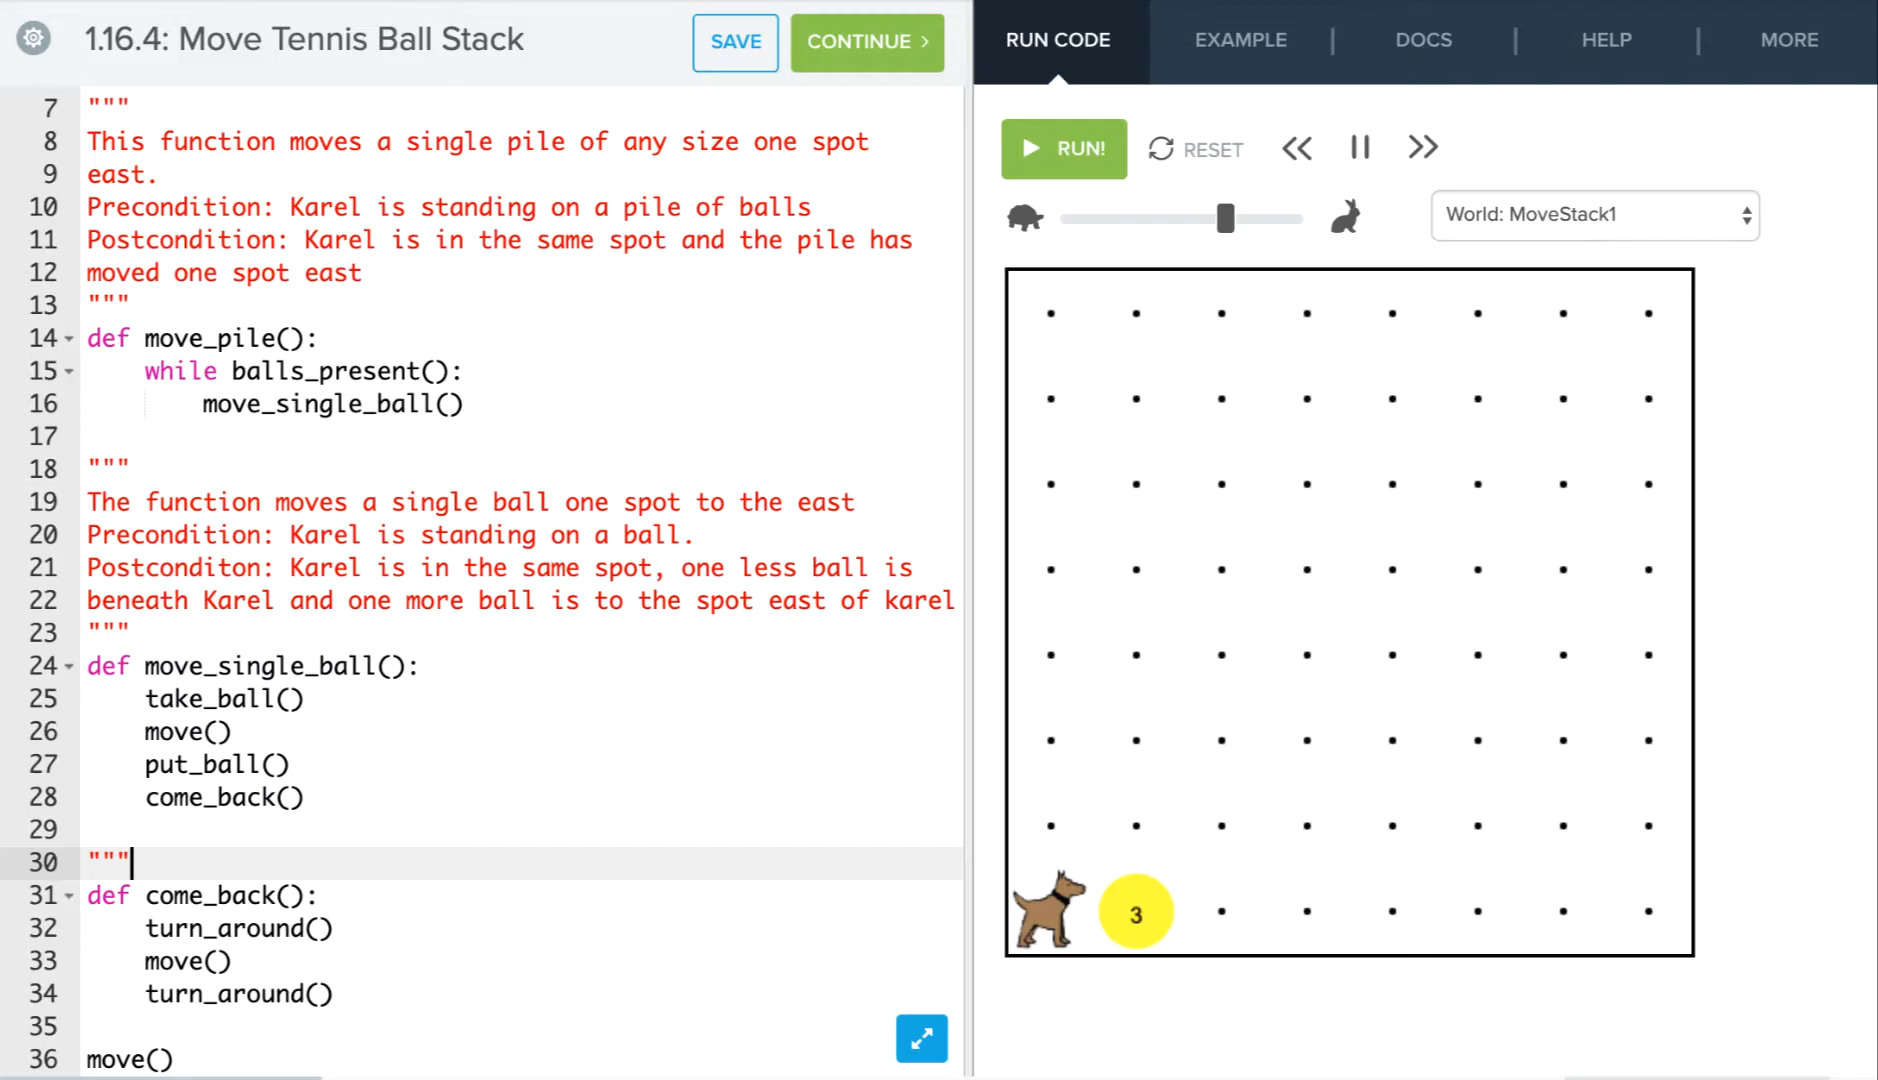 1.16.4: Move Tennis Ball Stack
SAVE
CONTINUE
RUN CODE
EXAMPLE
DOCS
HELP
MORE
7 """
8 This function moves a single pile of any size one spot
9 east.
10 Precondition: Karel is standing on a pile of balls
11 Postcondition: Karel is in the same spot and the pile has
12 moved one spot east
13 """
14 def move_pile():
15     while balls_present():
16         move_single_ball()
17
18 """
19 The function moves a single ball one spot to the east
20 Precondition: Karel is standing on a ball.
21 Postconditon: Karel is in the same spot, one less ball is
22 beneath Karel and one more ball is to the spot east of karel
23 """
24 def move_single_ball():
25     take_ball()
26     move()
27     put_ball()
28     come_back()
29
30 """
31 def come_back():
32     turn_around()
33     move()
34     turn_around()
35
36 move()
RUN!
RESET
World: MoveStack1
3